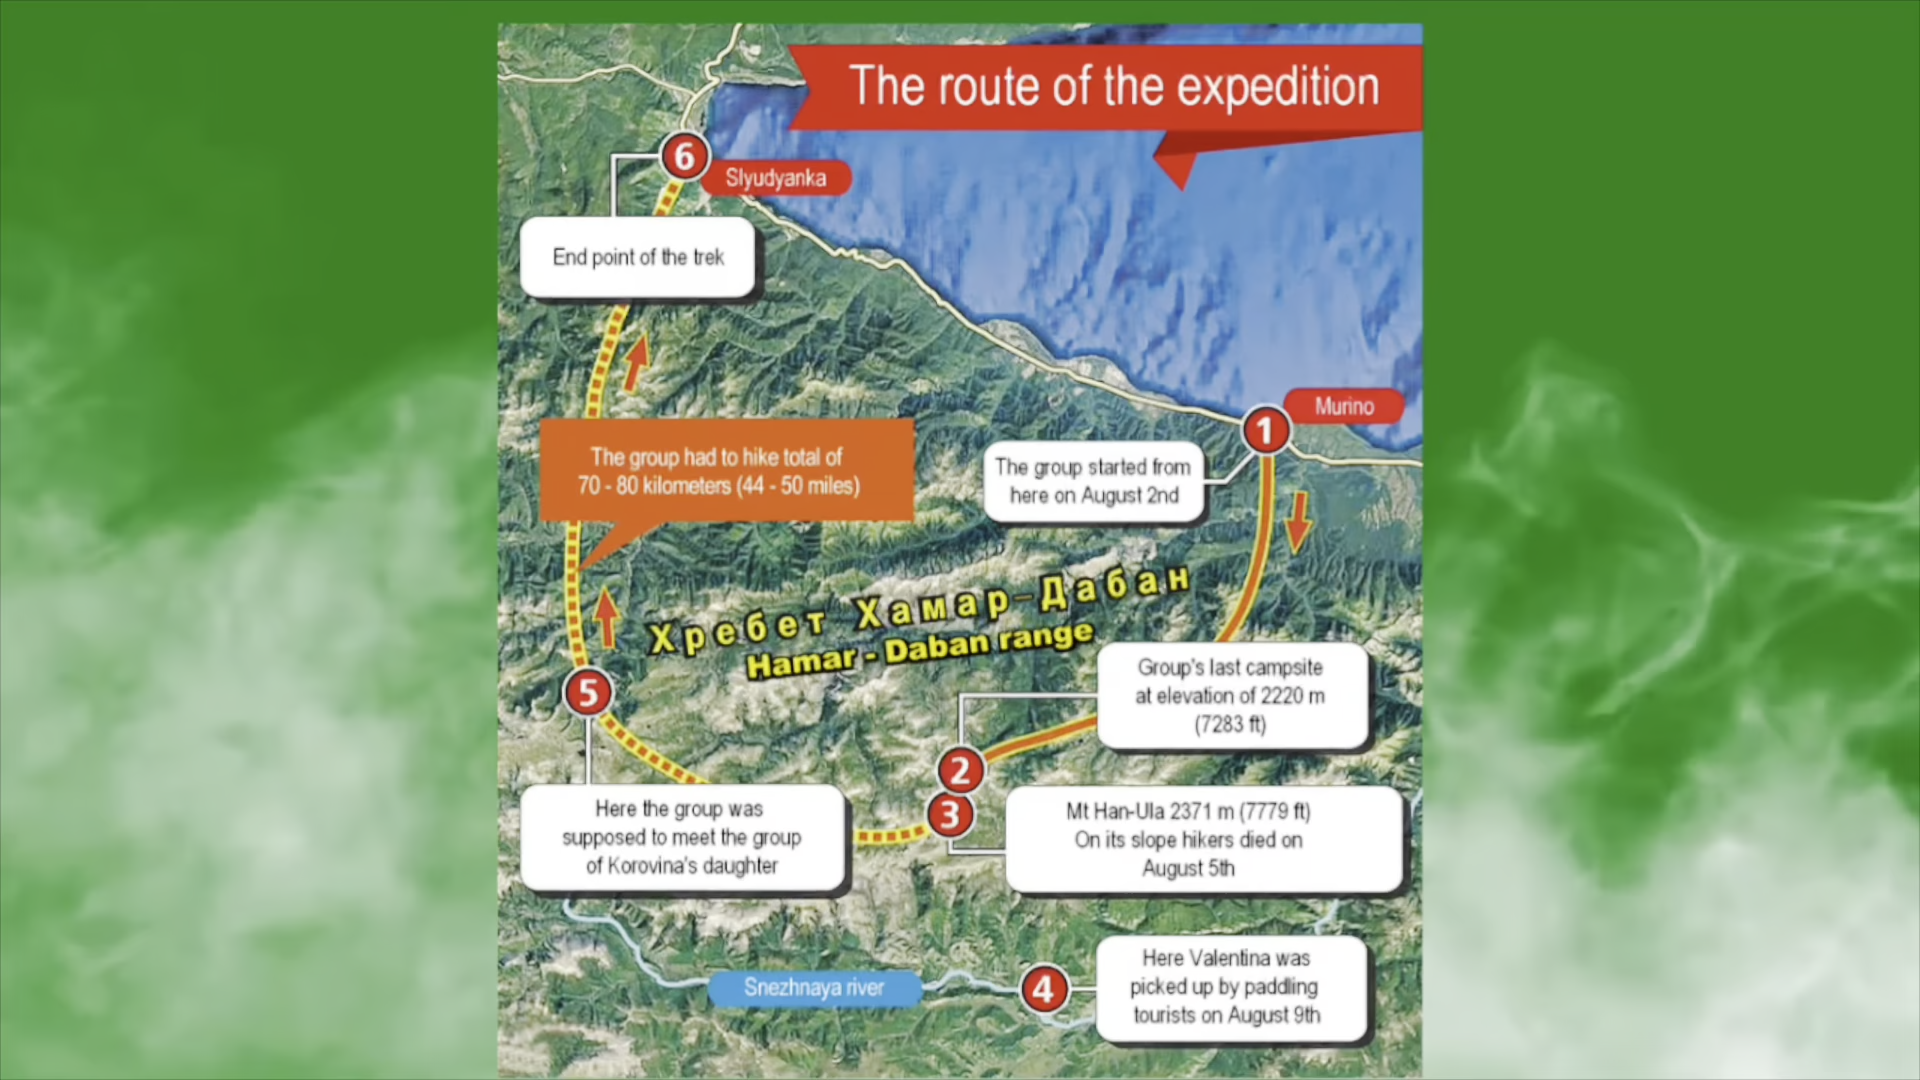 The route of the expedition
6
Slyudyanka
End point of the trek
Murino
1
The group started from
here on August 2nd
The group had to hike total of
70 - 80 kilometers (44 - 50 miles)
Хребет Хамар-Дабан
Hamar - Daban range
Group's last campsite
at elevation of 2220 m
(7283 ft)
5
2
3
Here the group was
supposed to meet the group
of Korovina's daughter
Mt Han-Ula 2371 m (7779 ft)
On its slope hikers died on
August 5th
Snezhnaya river
4
Here Valentina was
picked up by paddling
tourists on August 9th